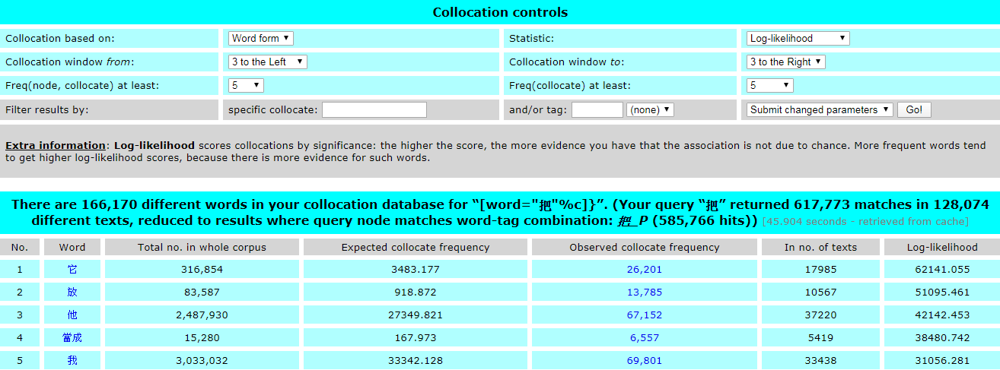 Collocation controls
Collocation based on: Word form Statistic: Log-likelihood
Collocation window from: 3 to the Left Collocation window to: 3 to the Right
Freq(node, collocate) at least: 5 Freq(collocate) at least: 5
Filter results by: specific collocate: and/or tag: (none) Submit changed parameters Go!
Extra information: Log-likelihood scores collocations by significance: the higher the score, the more evidence you have that the association is not due to chance. More frequent words tend
to get higher log-likelihood scores, because there is more evidence for such words.
There are 166,170 different words in your collocation database for “[word="把"%c]}”. (Your query “把” returned 617,773 matches in 128,074
different texts, reduced to results where query node matches word-tag combination: 把_P (585,766 hits)) [45.904 seconds - retrieved from cache]
No. Word Total no. in whole corpus Expected collocate frequency Observed collocate frequency In no. of texts Log-likelihood
1 它 316,854 3483.177 26,201 17985 62141.055
2 放 83,587 918.872 13,785 10567 51095.461
3 他 2,487,930 27349.821 67,152 37220 42142.453
4 當成 15,280 167.973 6,557 5419 38480.742
5 我 3,033,032 33342.128 69,801 33438 31056.281